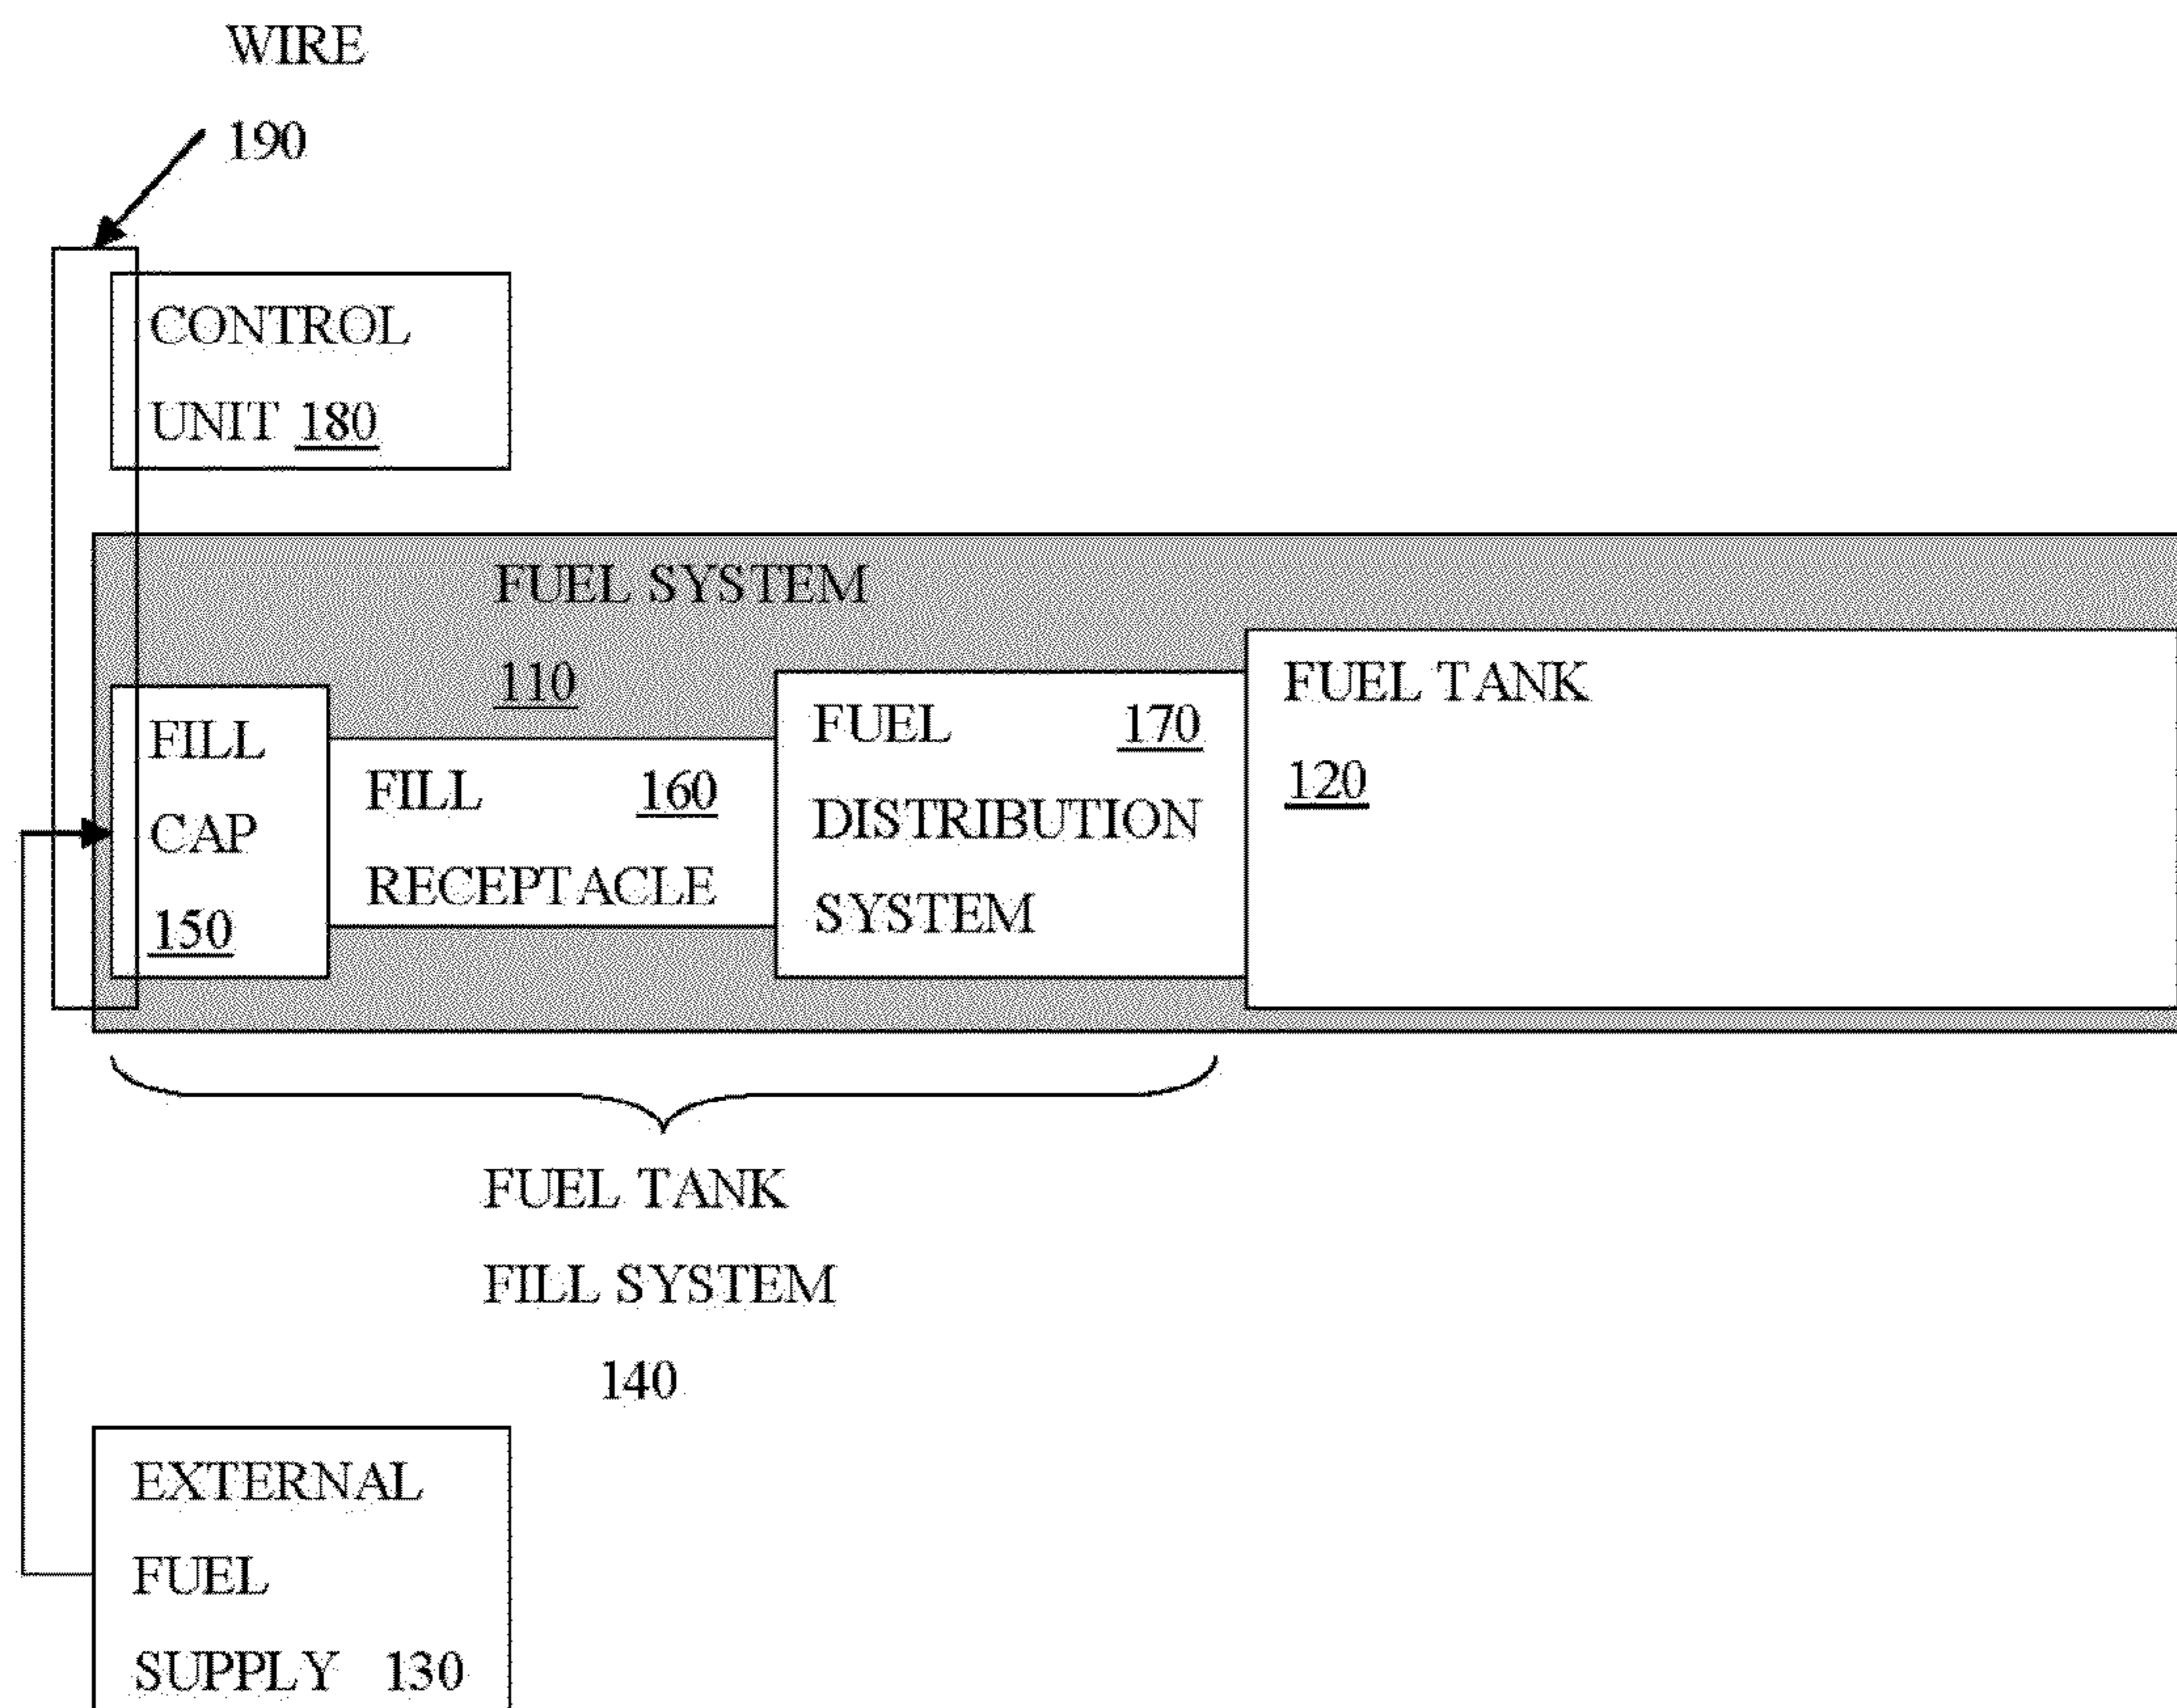 WIRE
190
CONTROL
UNIT 180
FUEL SYSTEM
110
FILL
CAP
150
FILL 160
RECEPTACLE
FUEL 170
DISTRIBUTION
SYSTEM
FUEL TANK
120
FUEL TANK
FILL SYSTEM
140
EXTERNAL
FUEL
SUPPLY 130